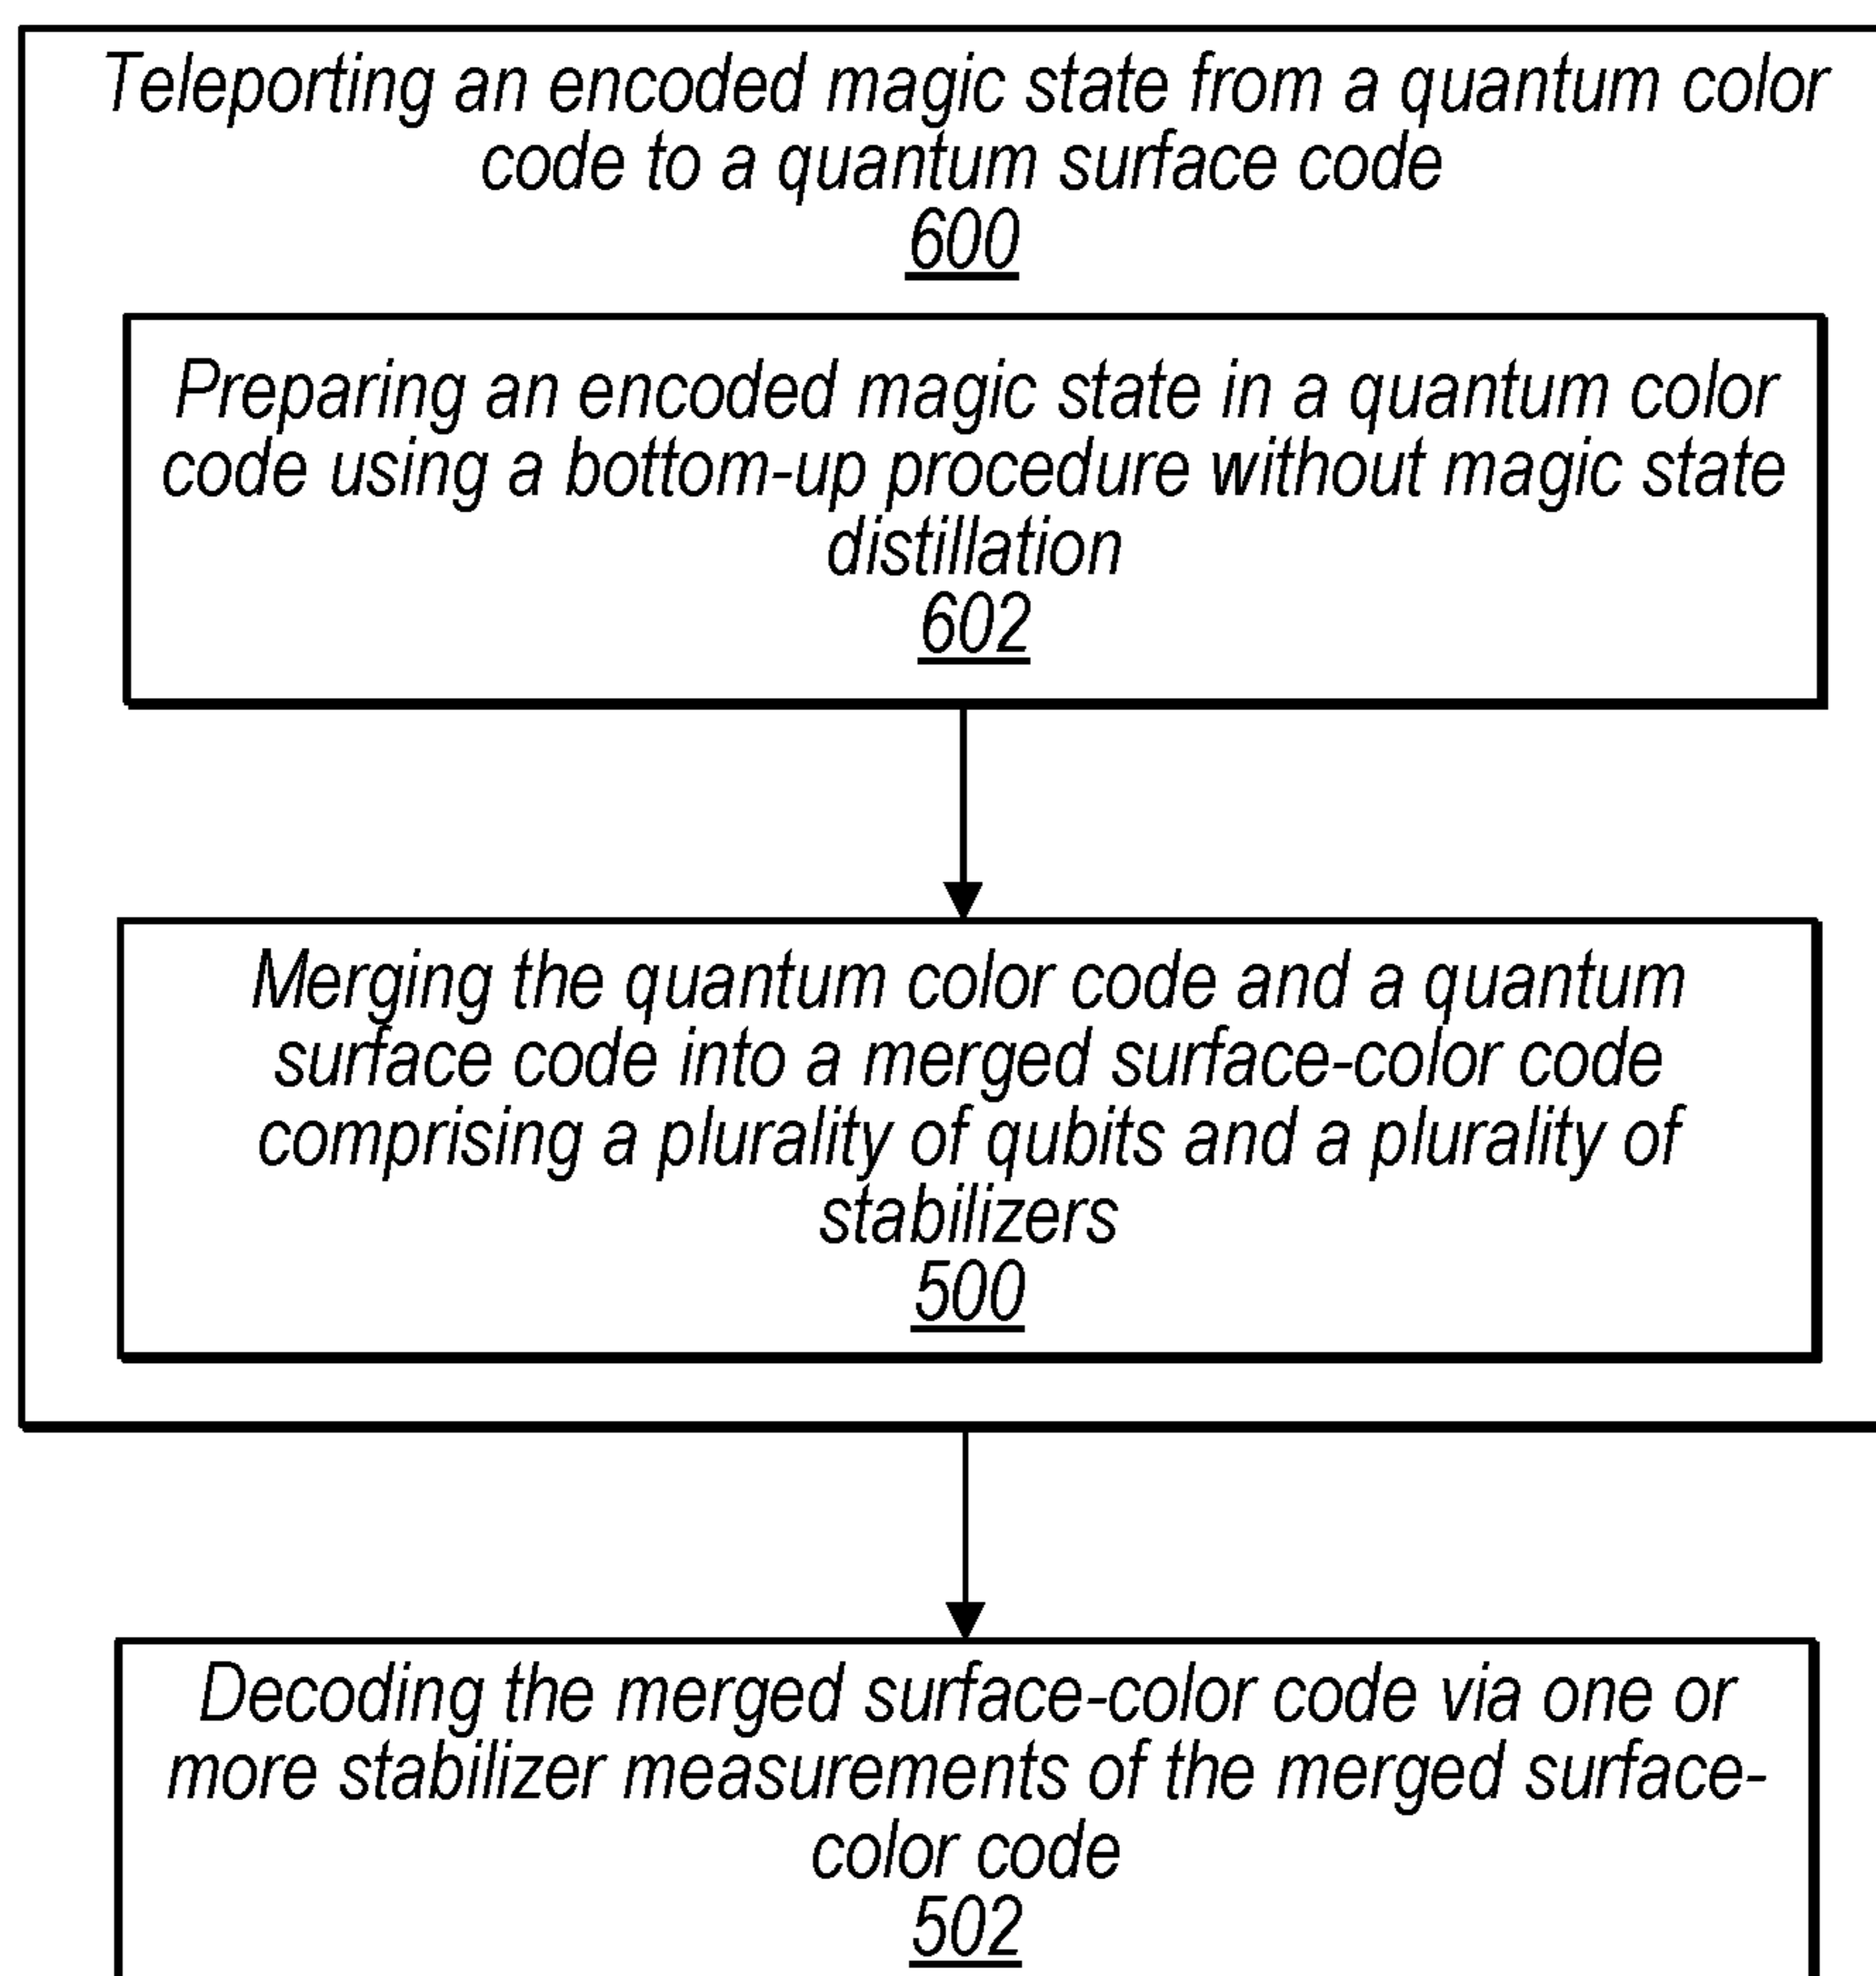 Teleporting an encoded magic state from a quantum color
code to a quantum surface code
600
Preparing an encoded magic state in a quantum color
code using a bottom-up procedure without magic state
distillation
602
Merging the quantum color code and a quantum
surface code into a merged surface-color code
comprising a plurality of qubits and a plurality of
stabilizers
500
Decoding the merged surface-color code via one or
more stabilizer measurements of the merged surface-
color code
502